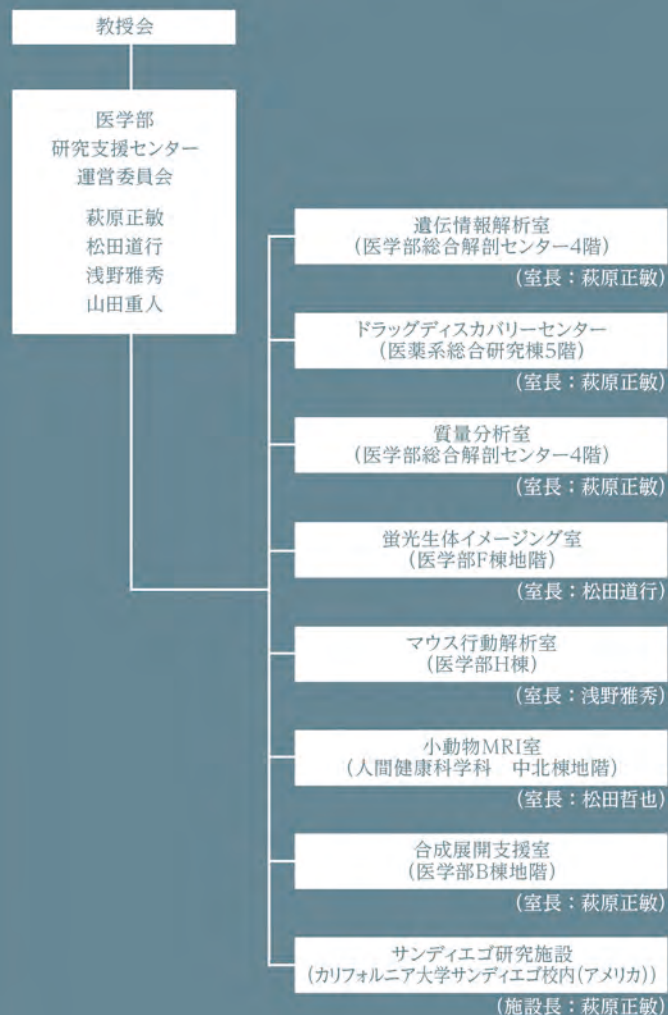 教授会
医学部
研究支援センター
運営委員会
萩原正敏
松田道行
浅野雅秀
山田重人
遺伝情報解析室
（医学部総合解剖センター4階）
（室長：萩原正敏）
ドラッグディスカバリーセンター
（医薬系総合研究棟5階）
（室長：萩原正敏）
質量分析室
（医学部総合解剖センター4階）
（室長：萩原正敏）
蛍光生体イメージング室
（医学部F棟地階）
（室長：松田道行）
マウス行動解析室
（医学部H棟）
（室長：浅野雅秀）
小動物MRI室
（人間健康科学科　中北棟地階）
（室長：松田哲也）
合成展開支援室
（医学部B棟地階）
（室長：萩原正敏）
サンディエゴ研究施設
（カリフォルニア大学サンディエゴ校内（アメリカ））
（施設長：萩原正敏）